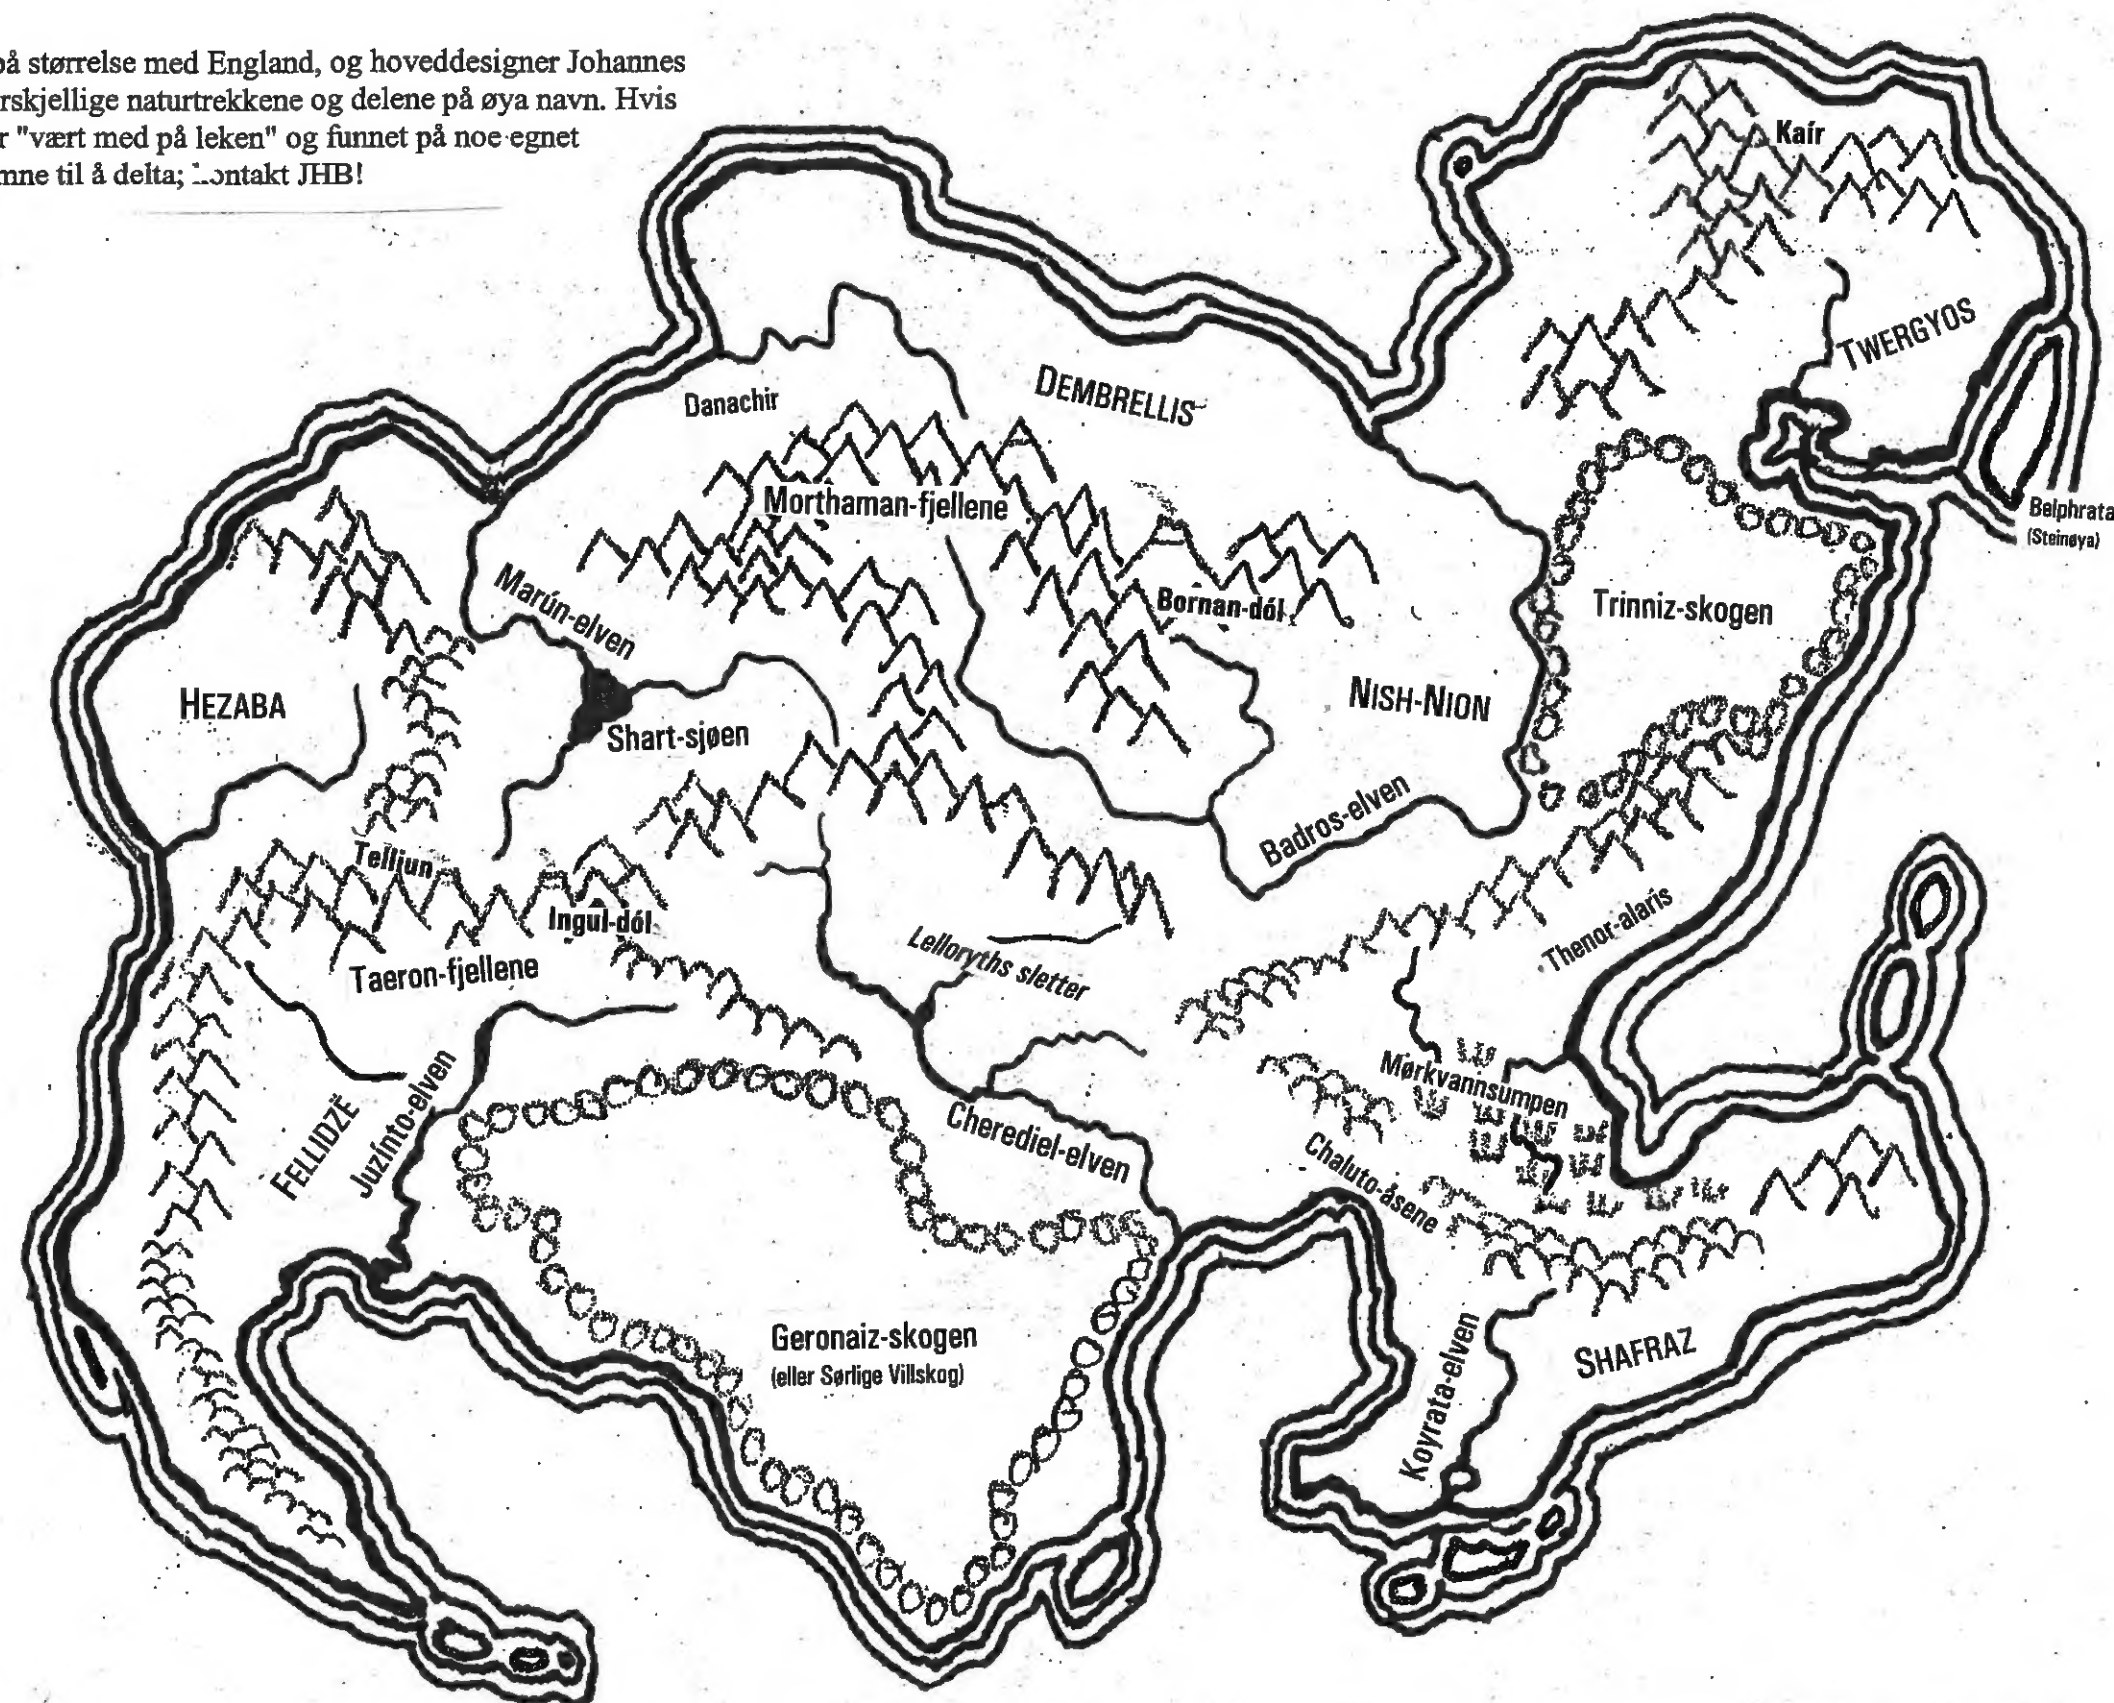 på størrelse med England, og hoveddesigner Johannes
rskjellige naturtrekkene og delene på øya navn. Hvis
r "vært med på leken" og funnet på noe egnet
nne til å delta; kontakt JHB!
Kaír
TWERGYOS
Belphrata
(Steinøya)
Danachir
DEMBRELLIS
Morthaman-fjellene
Marún-elven
Bornan-dól
Trinniz-skogen
HEZABA
Shart-sjøen
NISH-NION
Badros-elven
Telljun
Ingul-dól
Taeron-fjellene
Lelloryths sletter
Thenor-alaris
Mørkvannsumpen
FELLIDZË
Juzínto-elven
Cherediel-elven
Chaluto-åsene
Geronaiz-skogen
(eller Sørlige Villskog)
Koyrata-elven
SHAFRAZ